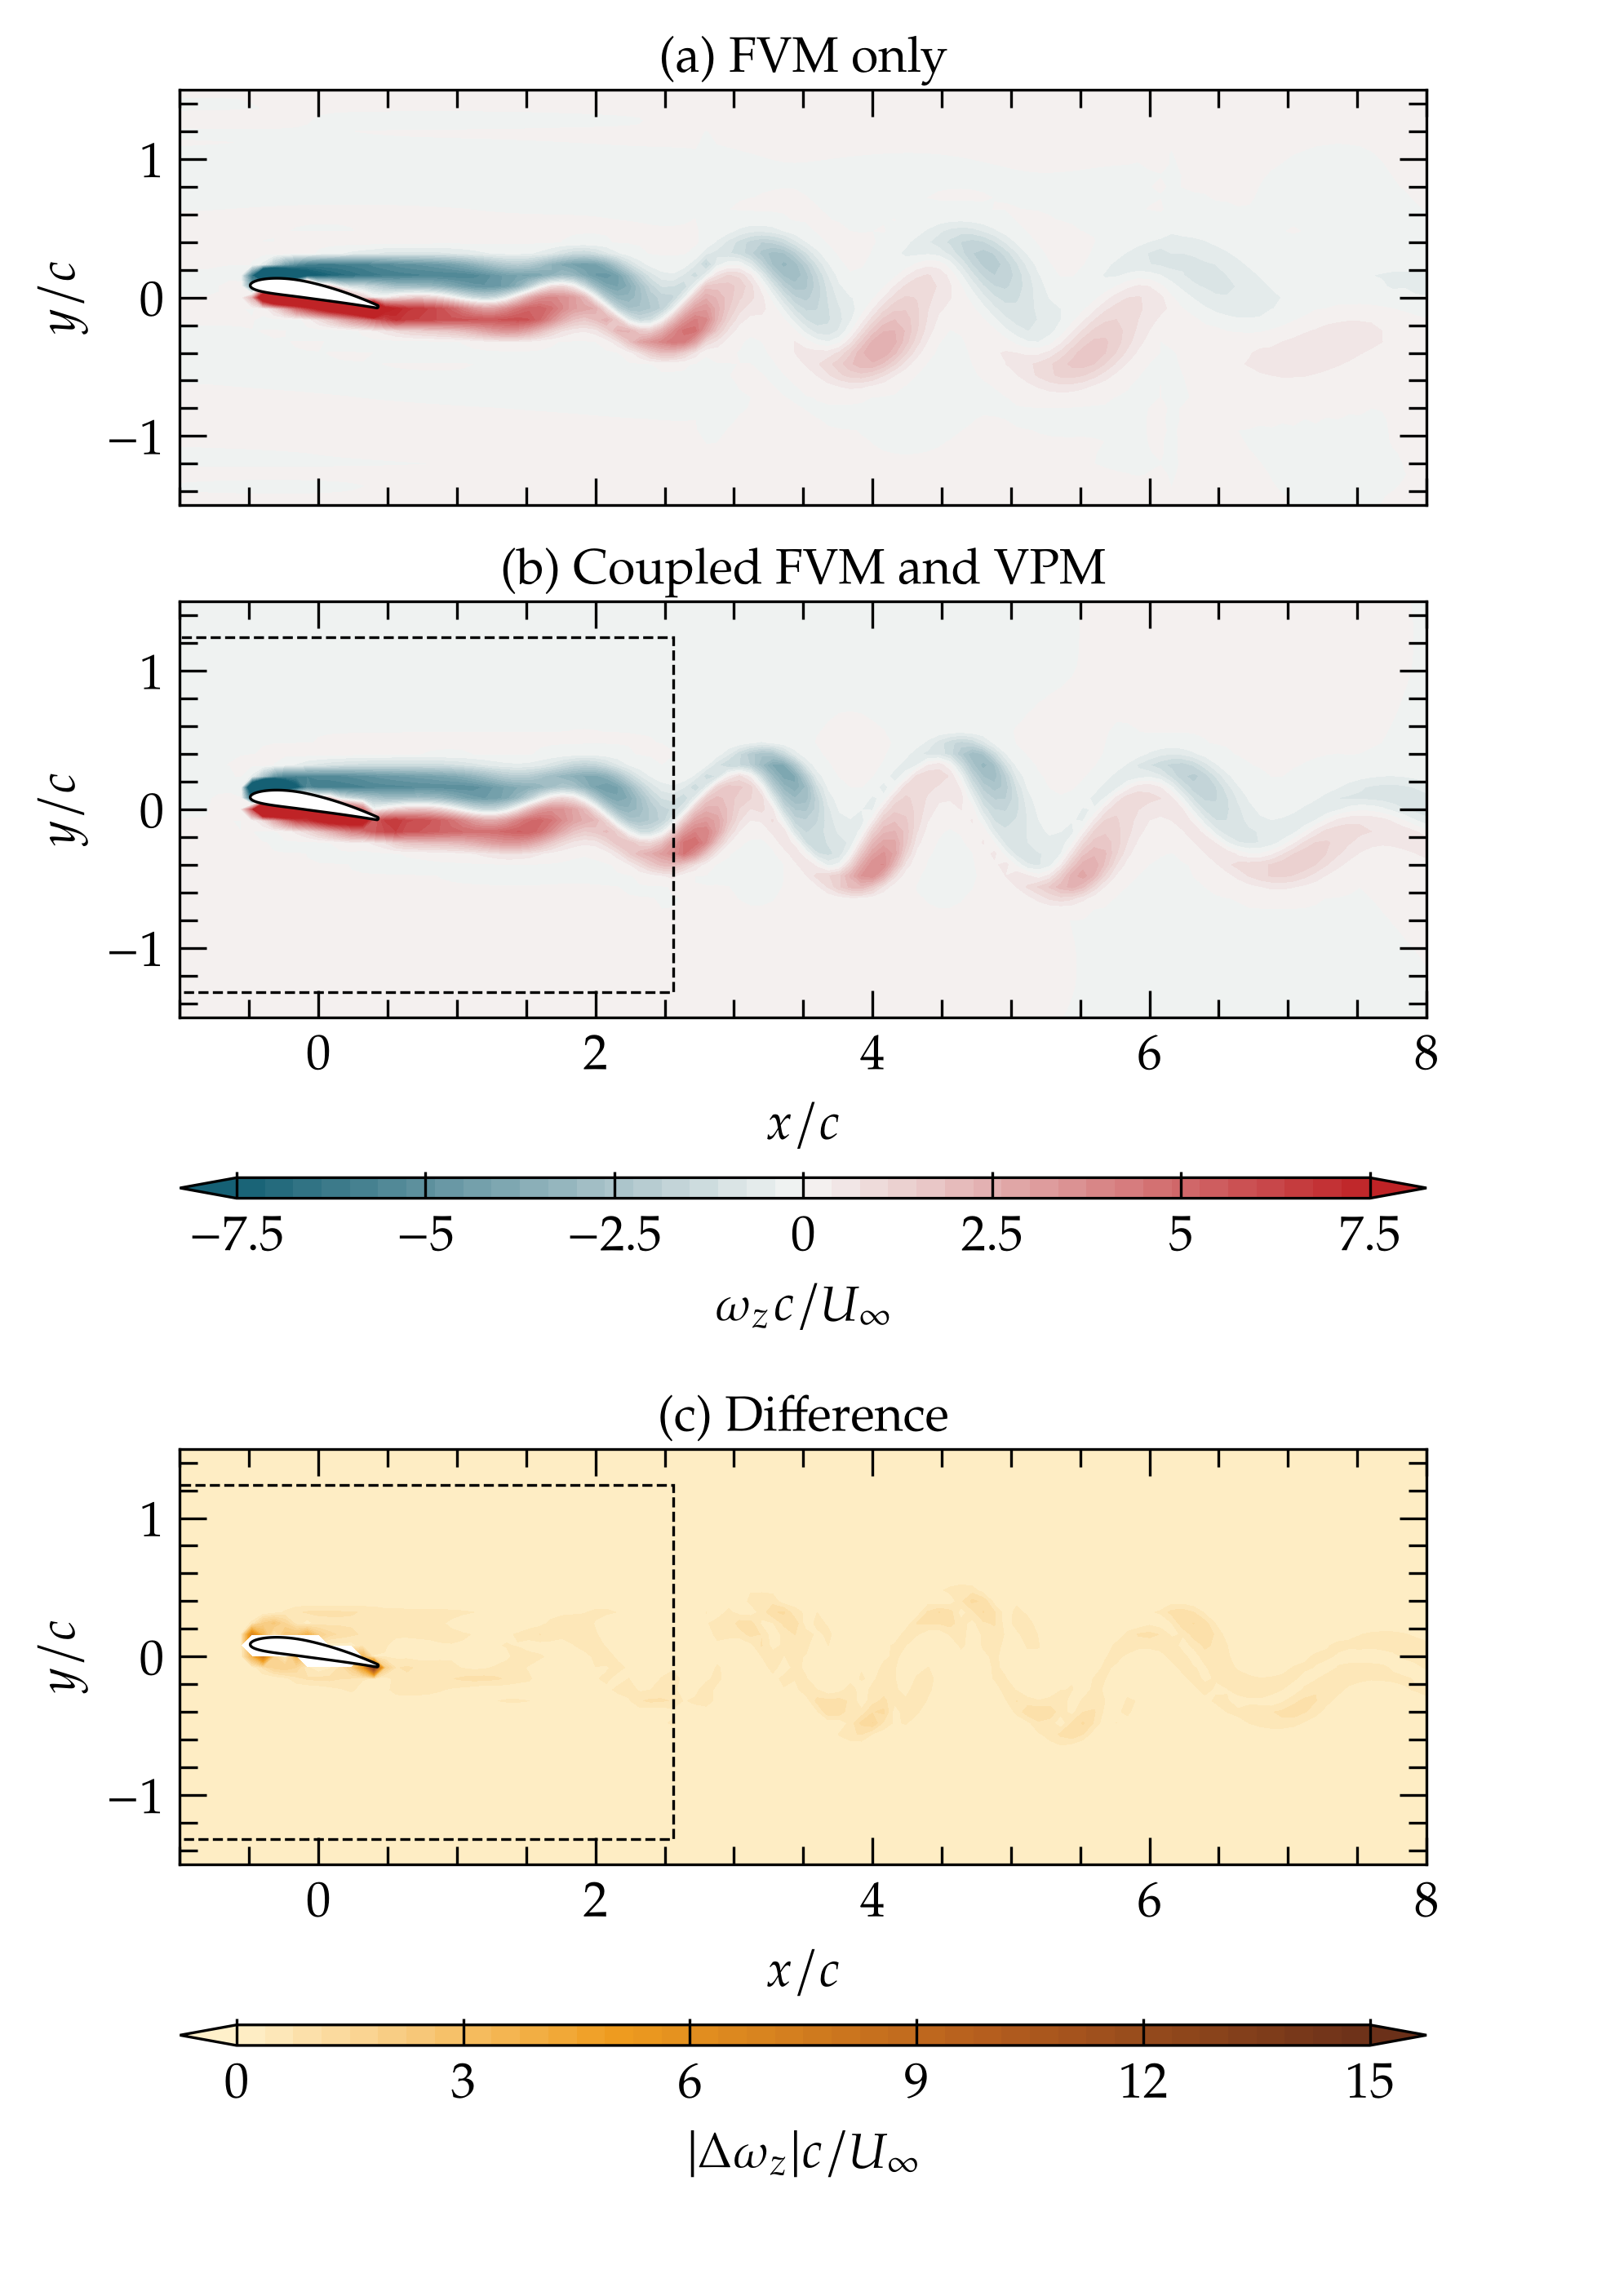 (a) FVM only
1
0
−1
y/c
(b) Coupled FVM and VPM
1
0
−1
y/c
0 2 4 6 8
x/c
−7.5 −5 −2.5 0 2.5 5 7.5
ω_z c/U_∞
(c) Difference
1
0
−1
y/c
0 2 4 6 8
x/c
0 3 6 9 12 15
|Δω_z|c/U_∞